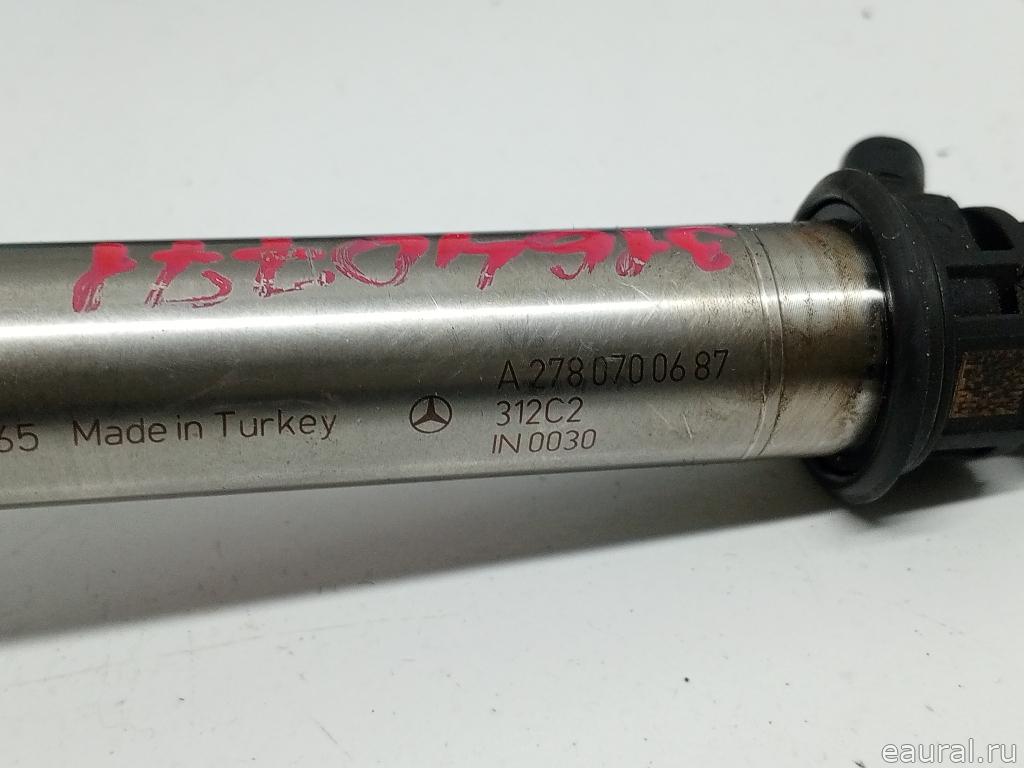 A 278 070 06 87
65 Made in Turkey
312C2
IN 0030
eaural.ru